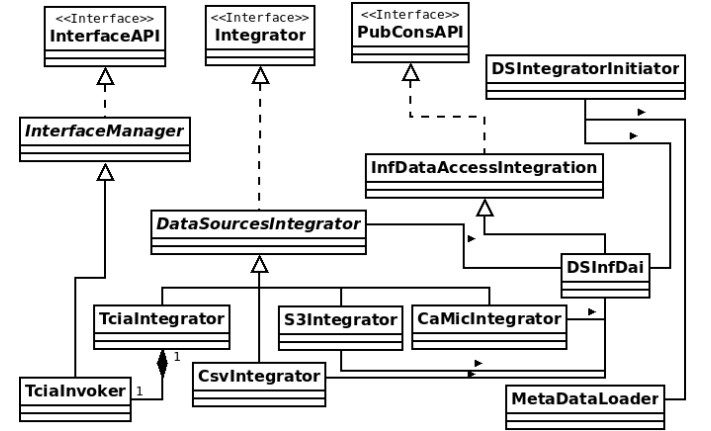 <<Interface>>
InterfaceAPI
<<Interface>>
Integrator
<<Interface>>
PubConsAPI
DSIntegratorInitiator
InterfaceManager
InfDataAccessIntegration
DataSourcesIntegrator
DSInfDai
TciaIntegrator
S3Integrator
CaMicIntegrator
1
CsvIntegrator
TciaInvoker
1
MetaDataLoader